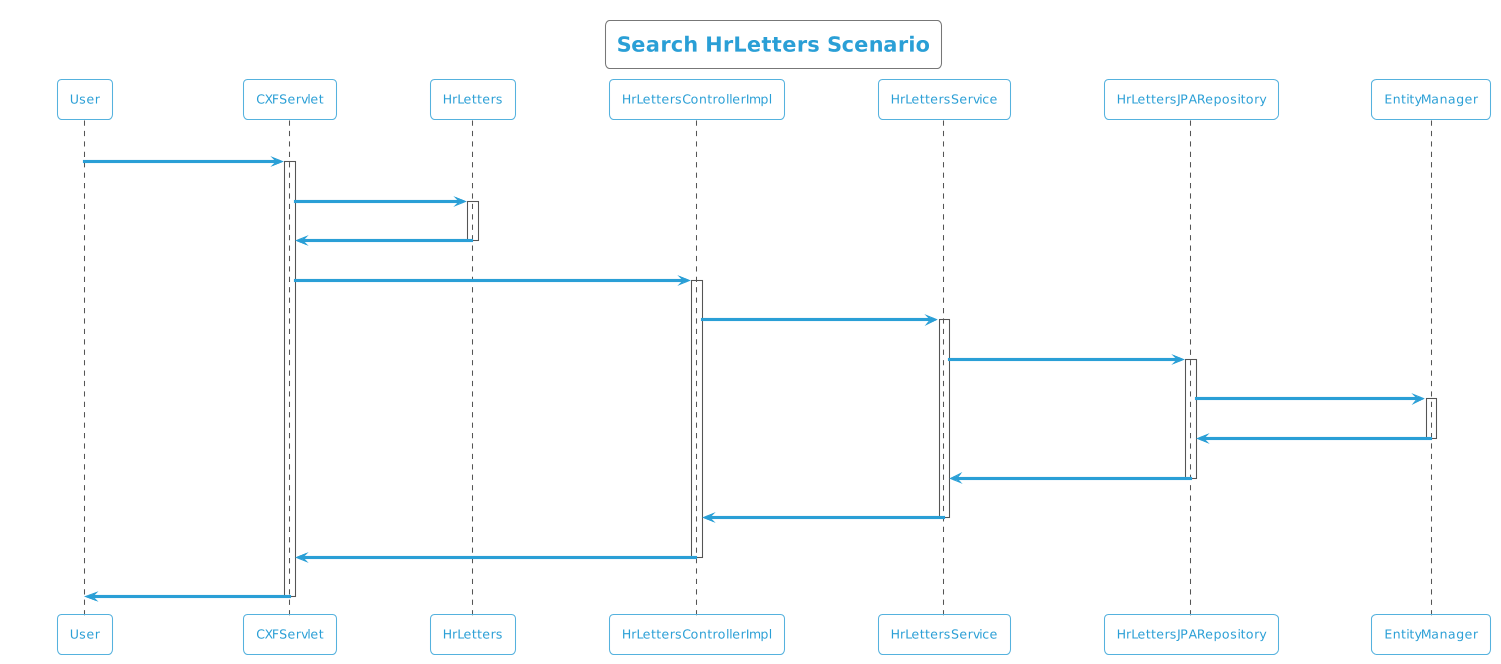 Search HrLetters Scenario
User
CXFServlet
HrLetters
HrLettersControllerImpl
HrLettersService
HrLettersJPARepository
EntityManager
User
CXFServlet
HrLetters
HrLettersControllerImpl
HrLettersService
HrLettersJPARepository
EntityManager